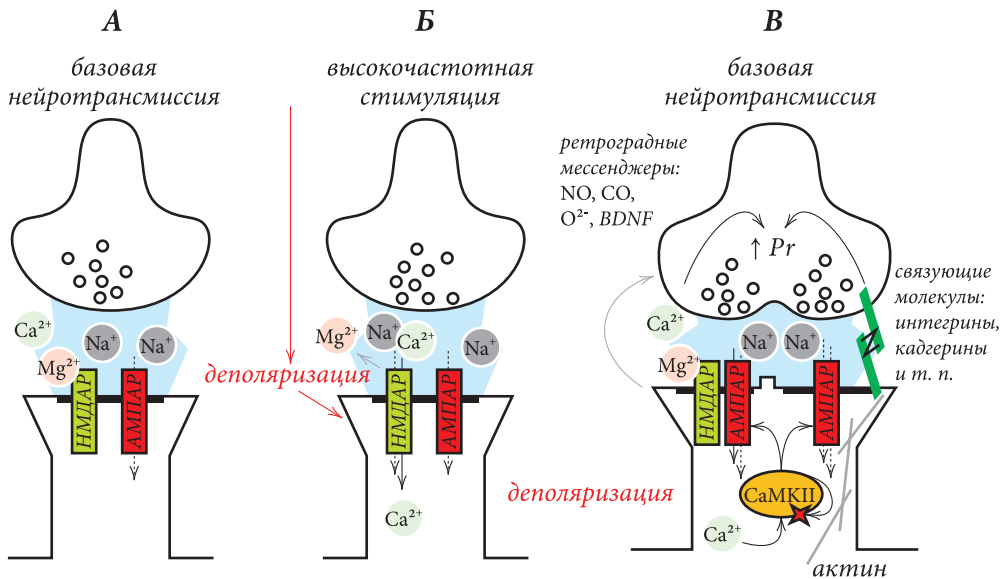 А
базовая
нейротрансмиссия
Ca²⁺
Mg²⁺
Na⁺
Na⁺
НМДАР
АМПАР
Б
высокочастотная
стимуляция
Mg²⁺
Na⁺
Ca²⁺
Na⁺
деполяризация
НМДАР
АМПАР
Ca²⁺
В
базовая
нейротрансмиссия
ретроградные
мессенджеры:
NO, CO,
O²⁻, BDNF
↑ Pr
связующие
молекулы:
интегрины,
кадгерины
и т. п.
Ca²⁺
Mg²⁺
Na⁺
Na⁺
НМДАР
АМПАР
АМПАР
деполяризация
CaMKII
Ca²⁺
актин